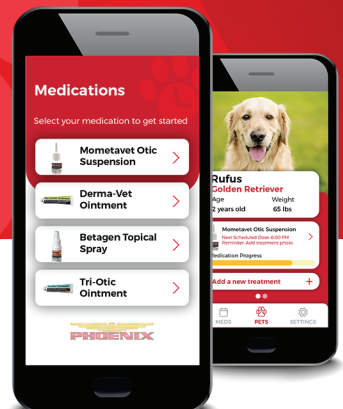 Medications
Select your medication to get started
Mometavet Otic
Suspension
Derma-Vet
Ointment
Betagen Topical
Spray
Tri-Otic
Ointment
PHOENIX
Rufus
Golden Retriever
Age Weight
2 years old 65 lbs
Mometavet Otic Suspension
Next Scheduled Dose: 6:00 PM
Reminder: Add treatment photo
Medication Progress
Add a new treatment +
MEDS PETS SETTINGS